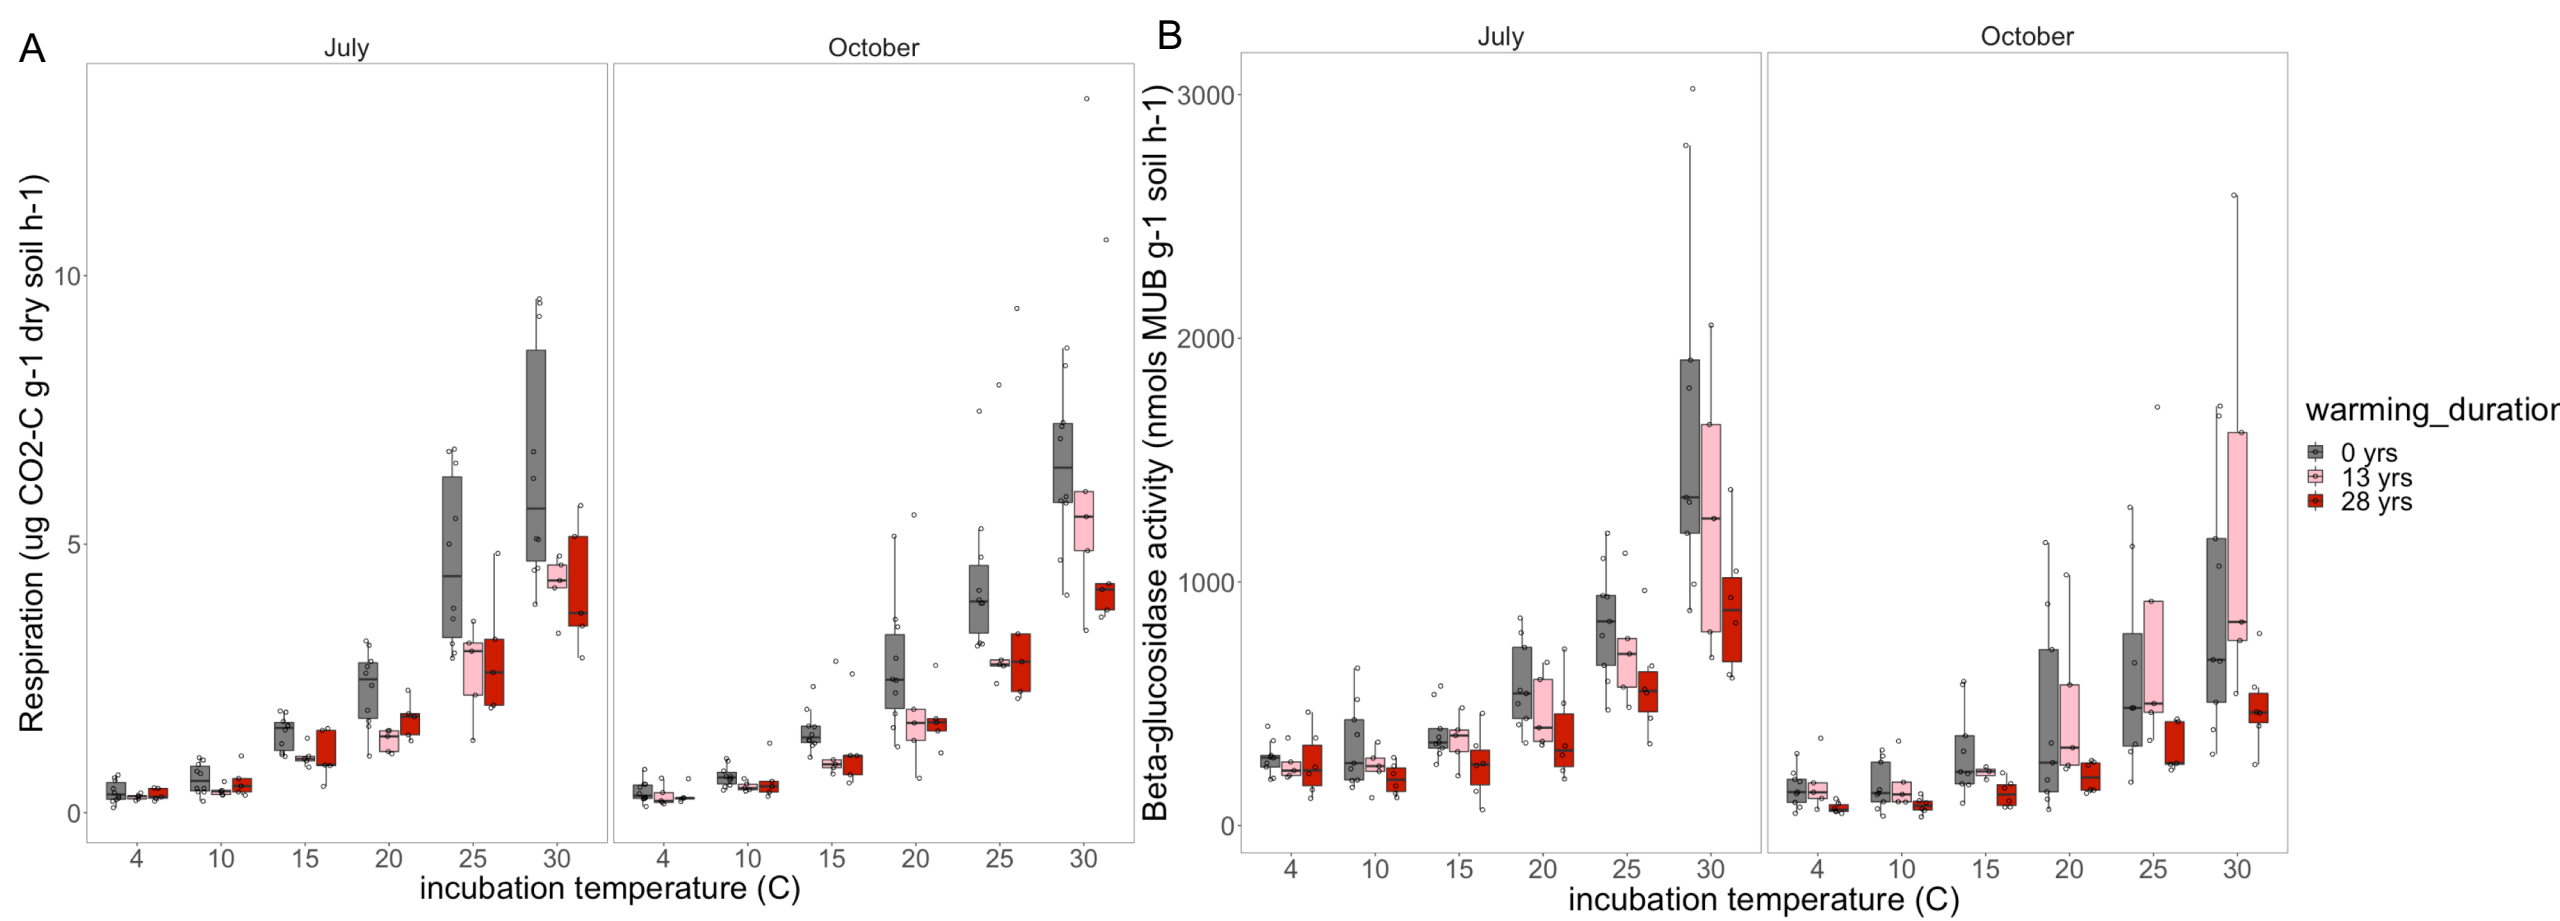 A
July
October
Respiration (ug CO2-C g-1 dry soil h-1)
10
5
0
4 10 15 20 25 30
4 10 15 20 25 30
incubation temperature (C)
B
July
October
Beta-glucosidase activity (nmols MUB g-1 soil h-1)
3000
2000
1000
0
4 10 15 20 25 30
4 10 15 20 25 30
incubation temperature (C)
warming_duration
0 yrs
13 yrs
28 yrs